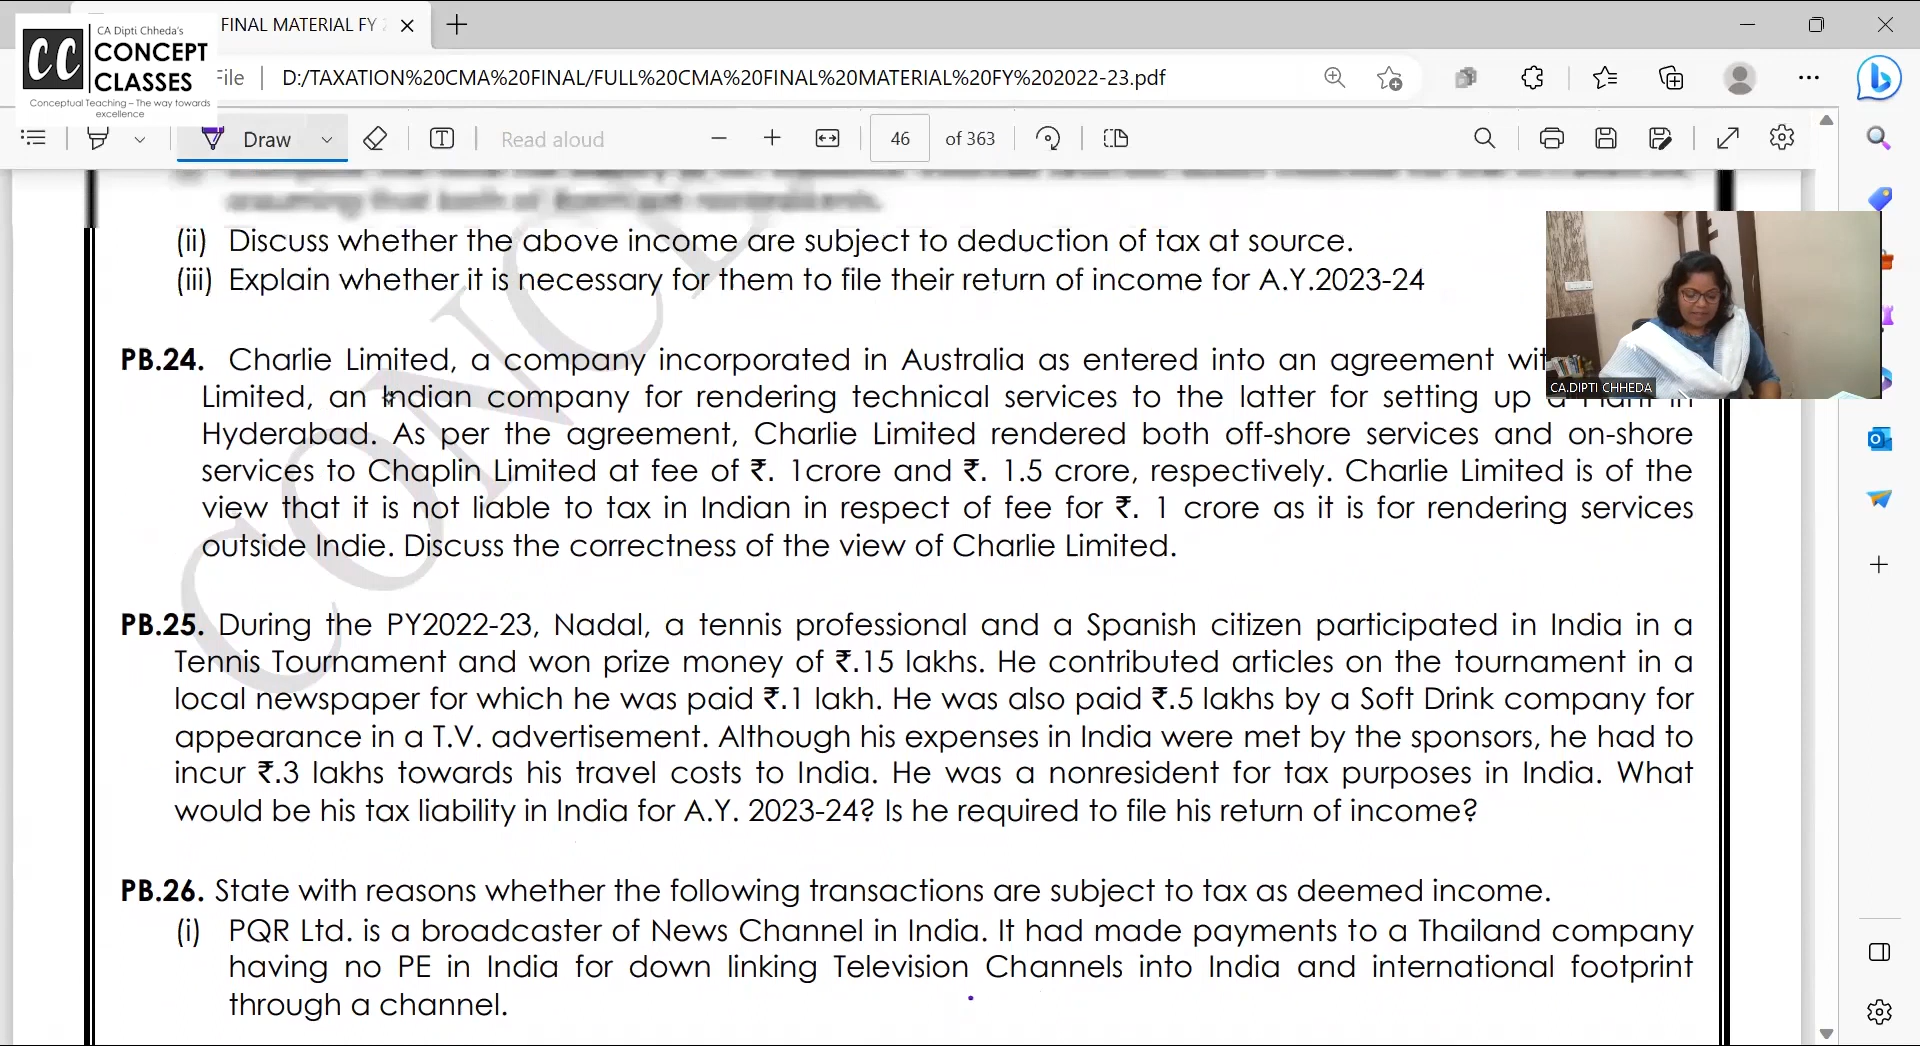 FINAL MATERIAL FY
CA Dipti Chheda's
CONCEPT
CLASSES
Conceptual Teaching – The way towards
excellence
CC
File
D:/TAXATION%20CMA%20FINAL/FULL%20CMA%20FINAL%20MATERIAL%20FY%202022-23.pdf
Draw
Read aloud
46
of 363
(ii) Discuss whether the above income are subject to deduction of tax at source.
(iii) Explain whether it is necessary for them to file their return of income for A.Y.2023-24
PB.24. Charlie Limited, a company incorporated in Australia as entered into an agreement
Limited, an Indian company for rendering technical services to the latter for setting up a Plant in
Hyderabad. As per the agreement, Charlie Limited rendered both off-shore services and on-shore
services to Chaplin Limited at fee of ₹. 1crore and ₹. 1.5 crore, respectively. Charlie Limited is of the
view that it is not liable to tax in Indian in respect of fee for ₹. 1 crore as it is for rendering services
outside Indie. Discuss the correctness of the view of Charlie Limited.
CA.DIPTI CHHEDA
PB.25. During the PY2022-23, Nadal, a tennis professional and a Spanish citizen participated in India in a
Tennis Tournament and won prize money of ₹.15 lakhs. He contributed articles on the tournament in a
local newspaper for which he was paid ₹.1 lakh. He was also paid ₹.5 lakhs by a Soft Drink company for
appearance in a T.V. advertisement. Although his expenses in India were met by the sponsors, he had to
incur ₹.3 lakhs towards his travel costs to India. He was a nonresident for tax purposes in India. What
would be his tax liability in India for A.Y. 2023-24? Is he required to file his return of income?
PB.26. State with reasons whether the following transactions are subject to tax as deemed income.
(i) PQR Ltd. is a broadcaster of News Channel in India. It had made payments to a Thailand company
having no PE in India for down linking Television Channels into India and international footprint
through a channel.